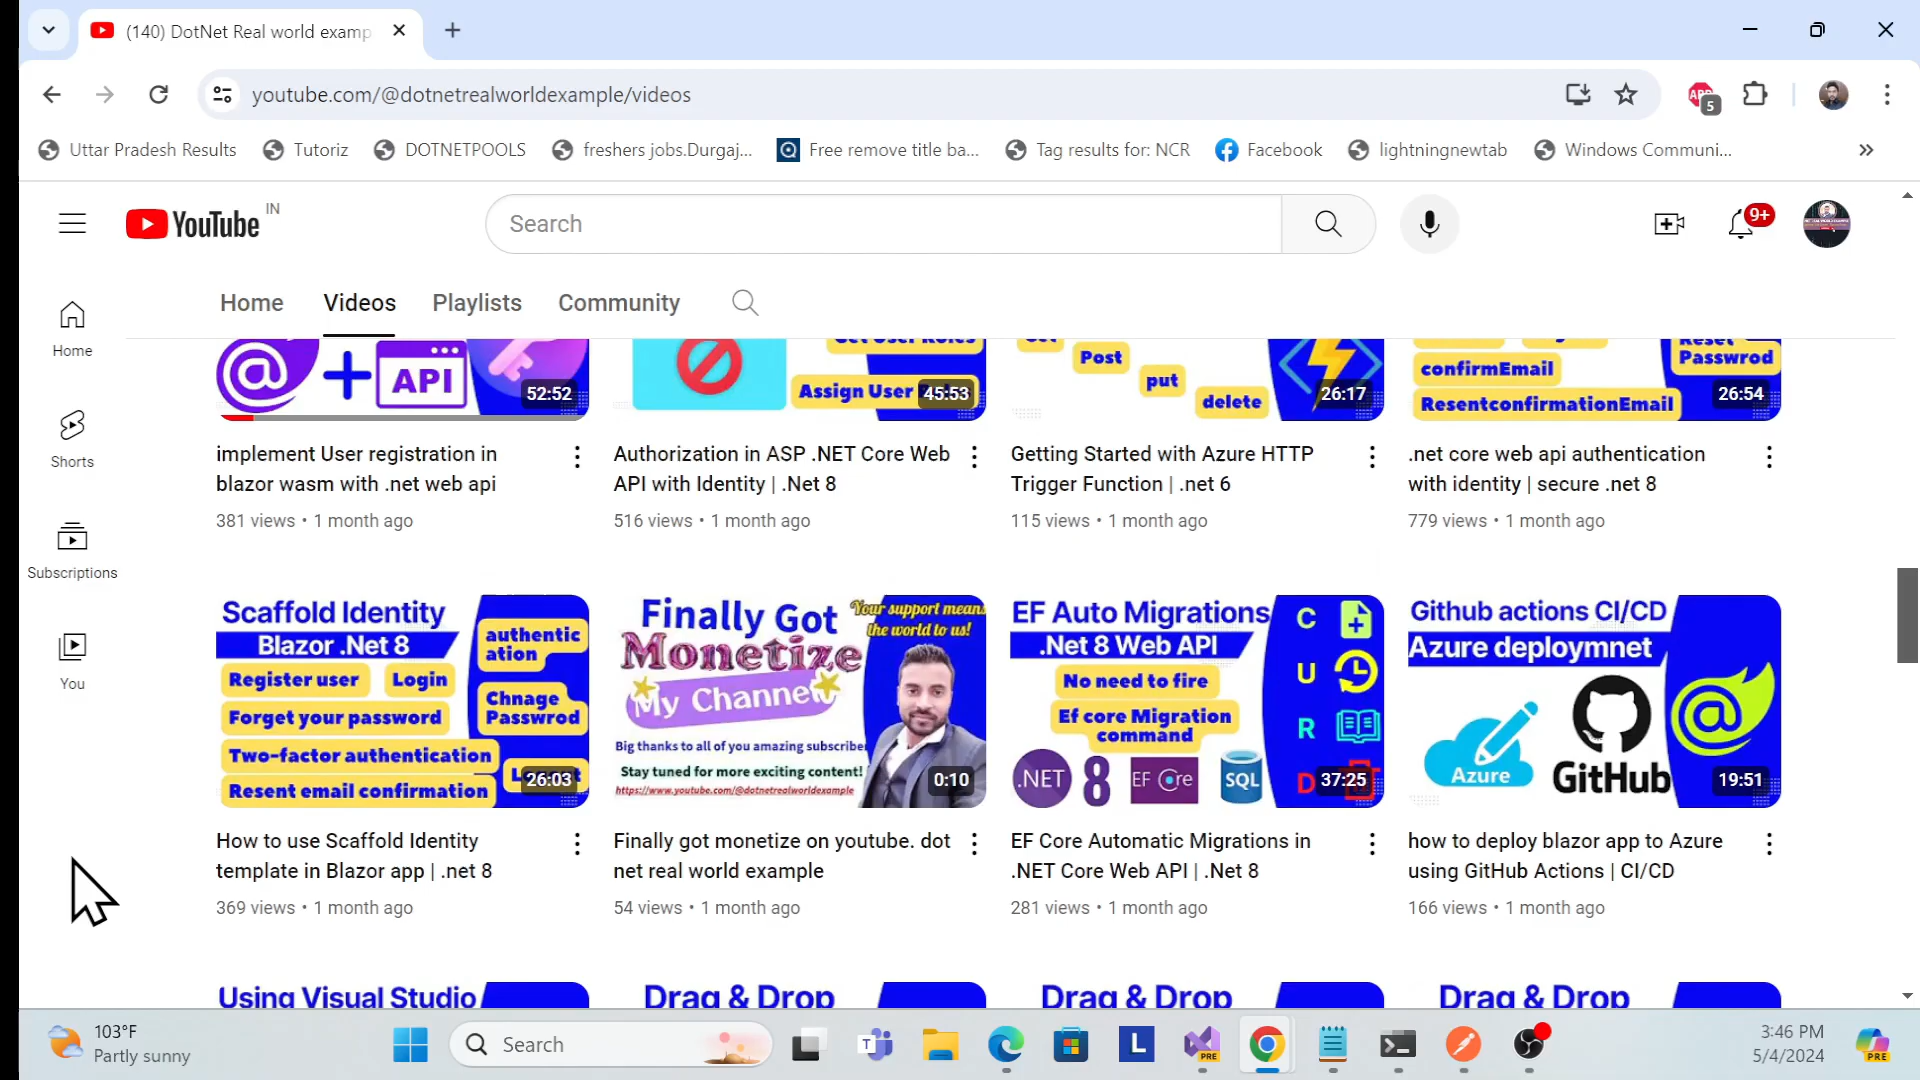 (140) DotNet Real world examp
youtube.com/@dotnetrealworldexample/videos
ABP
5
Uttar Pradesh Results
Tutoriz
DOTNETPOOLS
freshers jobs.Durgaj...
Free remove title ba...
Tag results for: NCR
Facebook
lightningnewtab
Windows Communi...
YouTube
IN
Search
9+
Home
Videos
Playlists
Community
Home
Shorts
Subscriptions
You
API
52:52
Assign User
45:53
Post
put
delete
26:17
Passwrod
confirmEmail
ResentconfirmationEmail
26:54
implement User registration in
blazor wasm with .net web api
381 views • 1 month ago
Authorization in ASP .NET Core Web
API with Identity | .Net 8
516 views • 1 month ago
Getting Started with Azure HTTP
Trigger Function | .net 6
115 views • 1 month ago
.net core web api authentication
with identity | secure .net 8
779 views • 1 month ago
Scaffold Identity
Blazor .Net 8
authentic
ation
Register user
Login
Chnage
Passwrod
Forget your password
Two-factor authentication
Resent email confirmation
26:03
Finally Got
Your support means
the world to us!
Monetize
My Channel
Big thanks to all of you amazing subscriber
Stay tuned for more exciting content!
https://www.youtube.com/@dotnetrealworldexample
0:10
EF Auto Migrations
.Net 8 Web API
No need to fire
Ef core Migration
command
.NET
8
EF Core
SQL
C
U
R
D
37:25
Github actions CI/CD
Azure deploymnet
Azure
GitHub
19:51
How to use Scaffold Identity
template in Blazor app | .net 8
369 views • 1 month ago
Finally got monetize on youtube. dot
net real world example
54 views • 1 month ago
EF Core Automatic Migrations in
.NET Core Web API | .Net 8
281 views • 1 month ago
how to deploy blazor app to Azure
using GitHub Actions | CI/CD
166 views • 1 month ago
Using Visual Studio
Drag & Drop
Drag & Drop
Drag & Drop
103°F
Partly sunny
Search
T
L
PRE
3:46 PM
5/4/2024
PRE